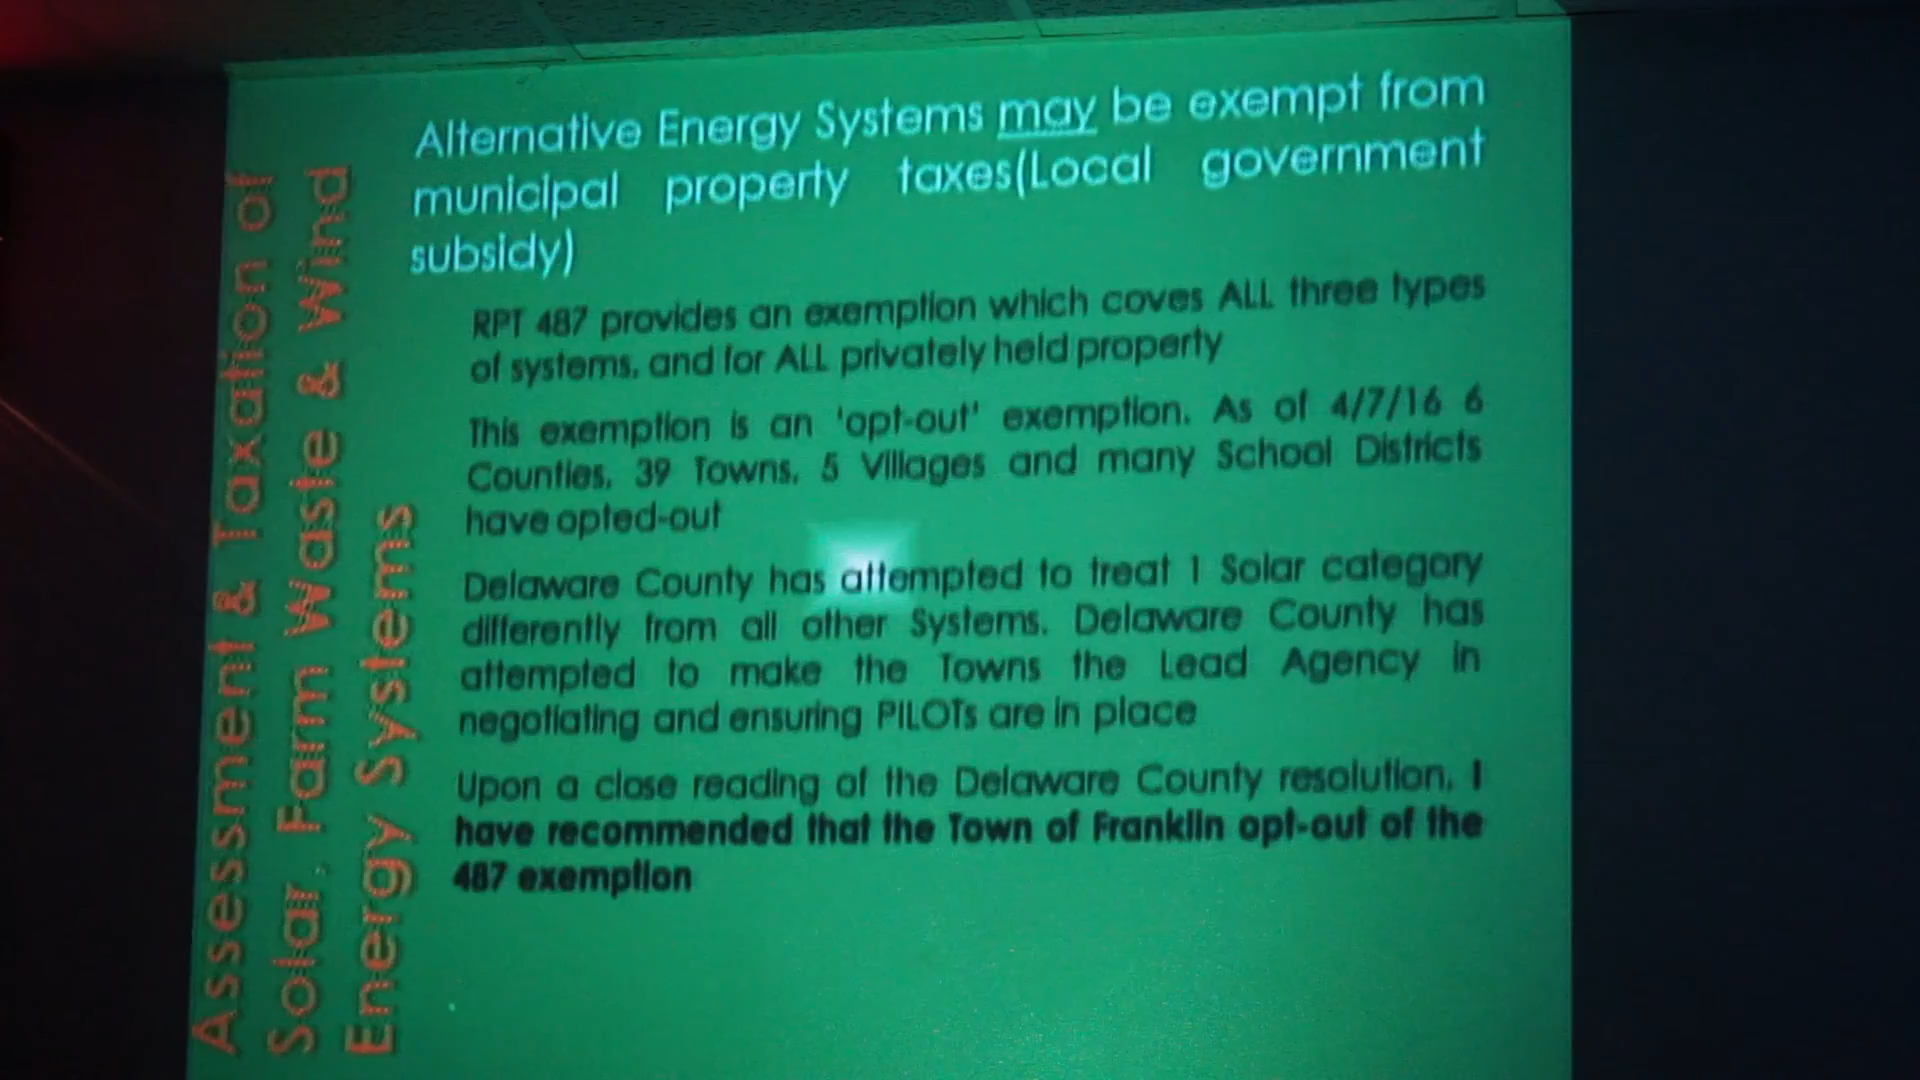 Assessment & Taxation of
Solar, Farm Waste & Wind
Energy Systems
Alternative Energy Systems may be exempt from
municipal property taxes(Local government
subsidy)
RPT 487 provides an exemption which coves ALL three types
of systems, and for ALL privately held property
This exemption is an 'opt-out' exemption. As of 4/7/16 6
Counties, 39 Towns, 5 Villages and many School Districts
have opted-out
Delaware County has attempted to treat 1 Solar category
differently from all other Systems. Delaware County has
attempted to make the Towns the Lead Agency in
negotiating and ensuring PILOTs are in place
Upon a close reading of the Delaware County resolution, I
have recommended that the Town of Franklin opt-out of the
487 exemption